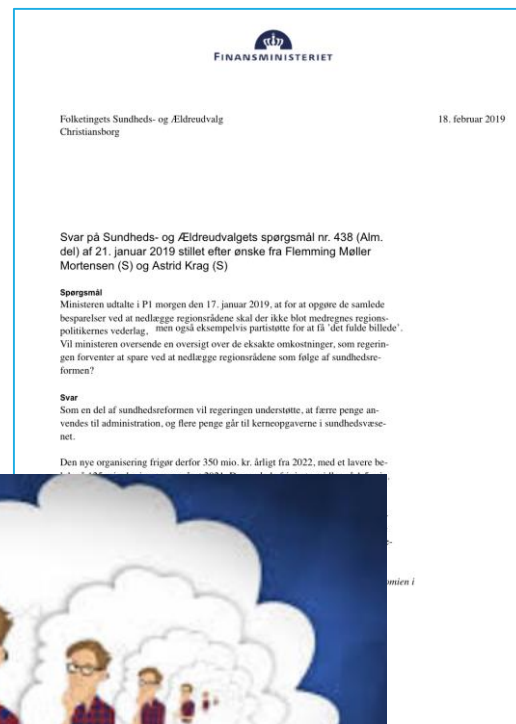 FINANSMINISTERIET
Folketingets Sundheds- og Ældreudvalg
Christiansborg
18. februar 2019
Svar på Sundheds- og Ældreudvalgets spørgsmål nr. 438 (Alm.
del) af 21. januar 2019 stillet efter ønske fra Flemming Møller
Mortensen (S) og Astrid Krag (S)
Spørgsmål
Ministeren udtalte i P1 morgen den 17. januar 2019, at for at opgøre de samlede
besparelser ved at nedlægge regionsrådene skal der ikke blot medregnes regions-
politikernes vederlag, men også eksempelvis partistøtte for at få 'det fulde billede'.
Vil ministeren oversende en oversigt over de eksakte omkostninger, som regerin-
gen forventer at spare ved at nedlægge regionsrådene som følge af sundhedsre-
formen?
Svar
Som en del af sundhedsreformen vil regeringen understøtte, at færre penge an-
vendes til administration, og flere penge går til kerneopgaverne i sundhedsvæse-
net.
Den nye organisering frigør derfor 350 mio. kr. årligt fra 2022, med et lavere be-